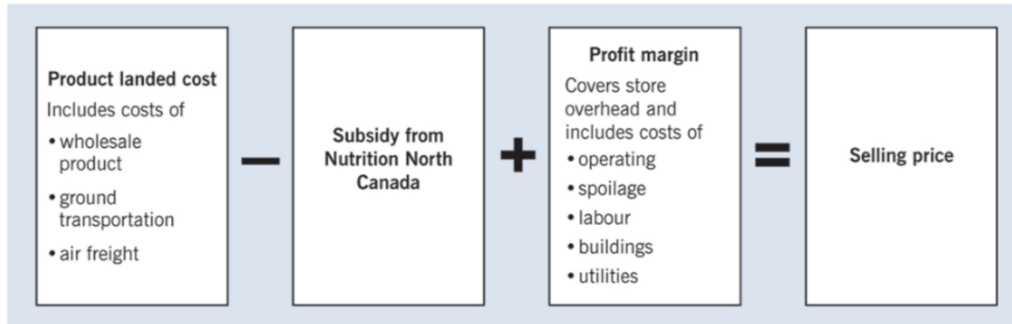 Product landed cost
Includes costs of
• wholesale
product
• ground
transportation
• air freight
−
Subsidy from
Nutrition North
Canada
+
Profit margin
Covers store
overhead and
includes costs of
• operating
• spoilage
• labour
• buildings
• utilities
=
Selling price